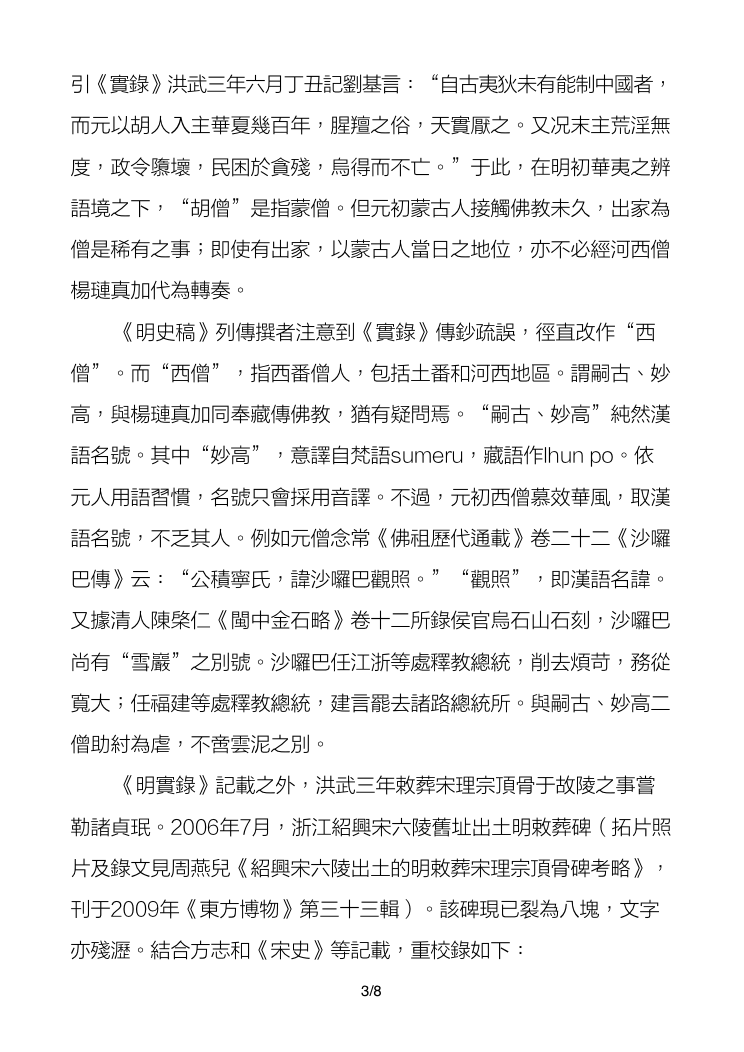 引《實錄》洪武三年六月丁丑記劉基言：“自古夷狄未有能制中國者，
而元以胡人入主華夏幾百年，腥羶之俗，天實厭之。又況末主荒淫無
度，政令隳壞，民困於貪殘，烏得而不亡。”于此，在明初華夷之辨
語境之下，“胡僧”是指蒙僧。但元初蒙古人接觸佛教未久，出家為
僧是稀有之事；即使有出家，以蒙古人當日之地位，亦不必經河西僧
楊璉真加代為轉奏。
《明史稿》列傳撰者注意到《實錄》傳鈔疏誤，徑直改作“西
僧”。而“西僧”，指西番僧人，包括土番和河西地區。謂嗣古、妙
高，與楊璉真加同奉藏傳佛教，猶有疑問焉。“嗣古、妙高”純然漢
語名號。其中“妙高”，意譯自梵語sumeru，藏語作lhun po。依
元人用語習慣，名號只會採用音譯。不過，元初西僧慕效華風，取漢
語名號，不乏其人。例如元僧念常《佛祖歷代通載》卷二十二《沙囉
巴傳》云：“公積寧氏，諱沙囉巴觀照。”“觀照”，即漢語名諱。
又據清人陳棨仁《閩中金石略》卷十二所錄侯官烏石山石刻，沙囉巴
尚有“雪巖”之別號。沙囉巴任江浙等處釋教總統，削去煩苛，務從
寬大；任福建等處釋教總統，建言罷去諸路總統所。與嗣古、妙高二
僧助紂為虐，不啻雲泥之別。
《明實錄》記載之外，洪武三年敕葬宋理宗頂骨于故陵之事嘗
勒諸貞珉。2006年7月，浙江紹興宋六陵舊址出土明敕葬碑（拓片照
片及錄文見周燕兒《紹興宋六陵出土的明敕葬宋理宗頂骨碑考略》，
刊于2009年《東方博物》第三十三輯）。該碑現已裂為八塊，文字
亦殘瀝。結合方志和《宋史》等記載，重校錄如下：
3/8